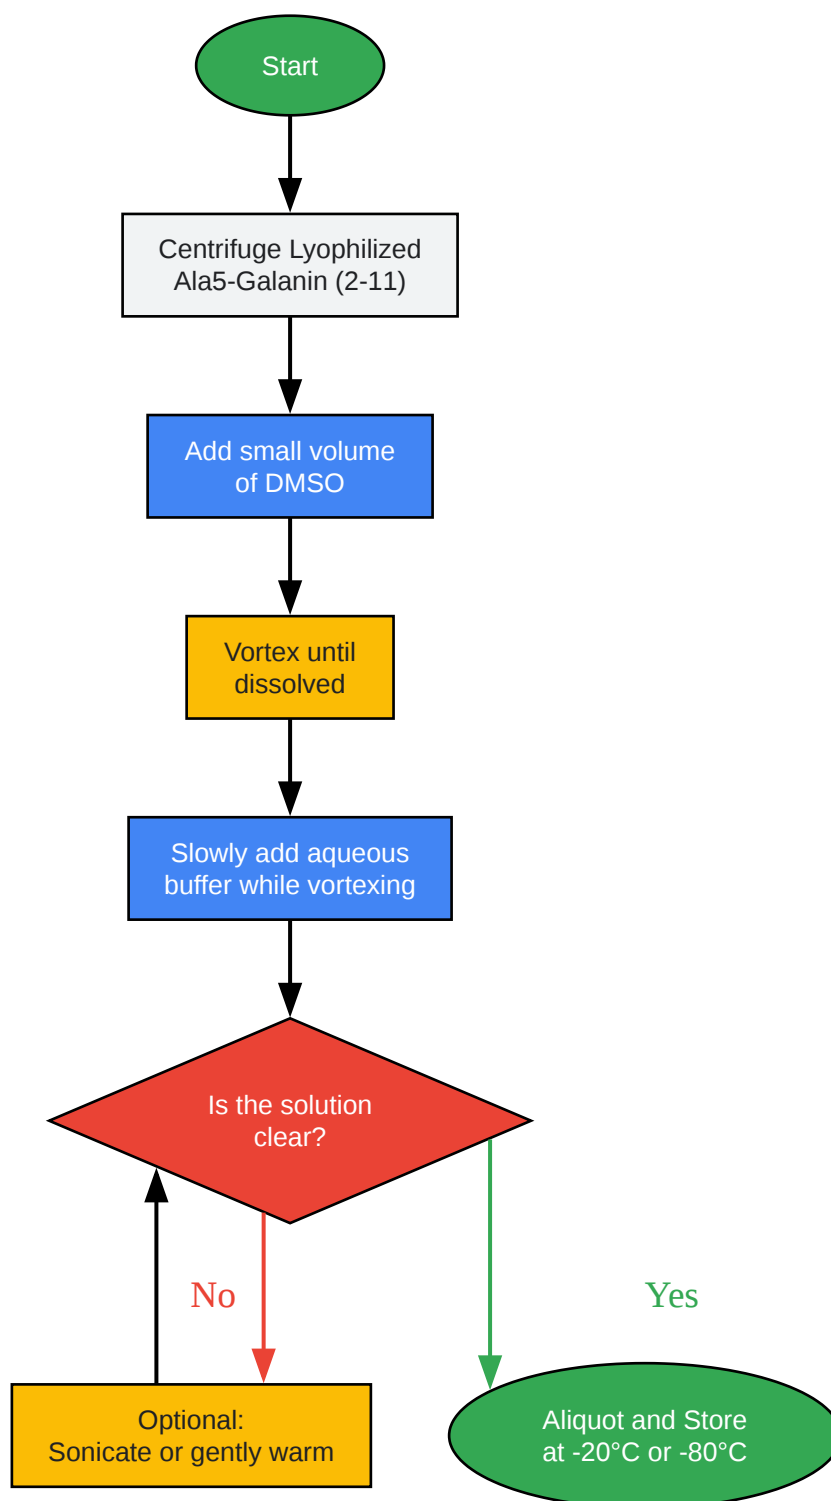 Start
Centrifuge Lyophilized
Ala5-Galanin (2-11)
Add small volume
of DMSO
Vortex until
dissolved
Slowly add aqueous
buffer while vortexing
Is the solution
clear?
No
Yes
Optional:
Sonicate or gently warm
Aliquot and Store
at -20°C or -80°C